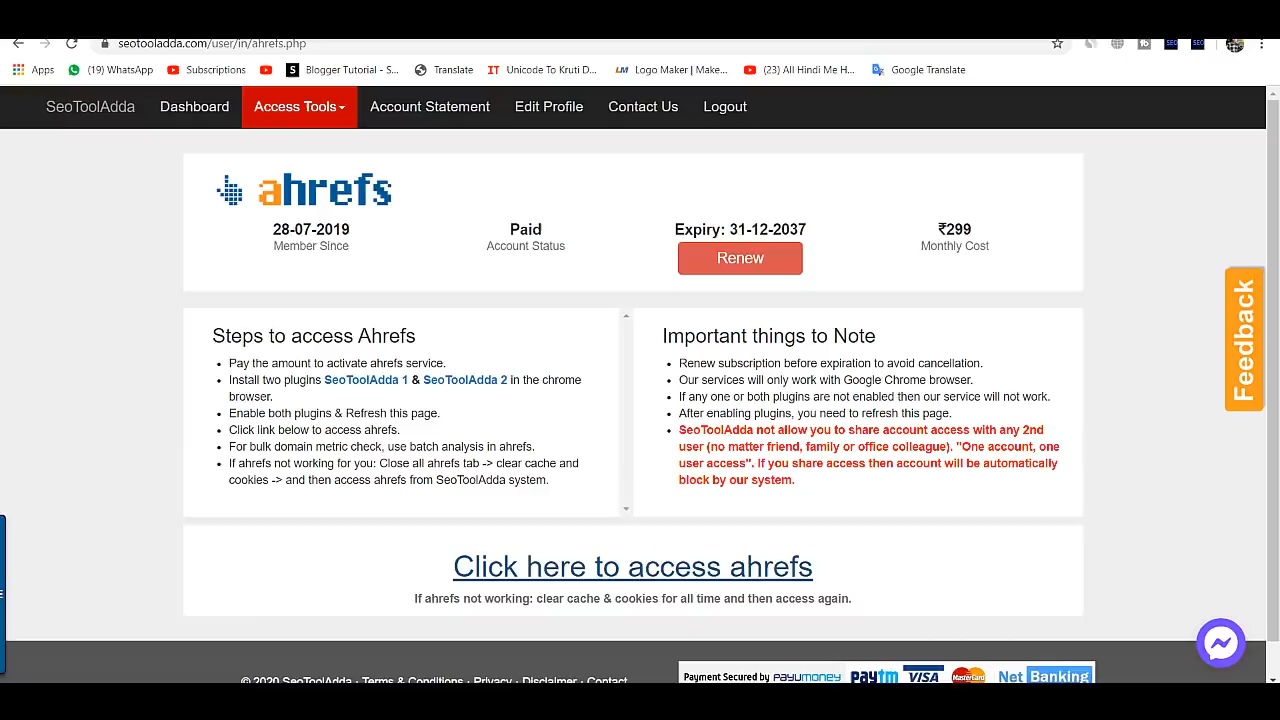 seotooladda.com/user/in/ahrefs.php
Apps (19) WhatsApp Subscriptions Blogger Tutorial - S... Translate Unicode To Kruti D... Logo Maker | Make... (23) All Hindi Me H... Google Translate
SeoToolAdda Dashboard Access Tools Account Statement Edit Profile Contact Us Logout
ahrefs
28-07-2019 Paid Expiry: 31-12-2037 ₹299
Member Since Account Status Renew Monthly Cost
Steps to access Ahrefs
Pay the amount to activate ahrefs service.
Install two plugins SeoToolAdda 1 & SeoToolAdda 2 in the chrome
browser.
Enable both plugins & Refresh this page.
Click link below to access ahrefs.
For bulk domain metric check, use batch analysis in ahrefs.
If ahrefs not working for you: Close all ahrefs tab -> clear cache and
cookies -> and then access ahrefs from SeoToolAdda system.
Important things to Note
Renew subscription before expiration to avoid cancellation.
Our services will only work with Google Chrome browser.
If any one or both plugins are not enabled then our service will not work.
After enabling plugins, you need to refresh this page.
SeoToolAdda not allow you to share account access with any 2nd
user (no matter friend, family or office colleague). "One account, one
user access". If you share access then account will be automatically
block by our system.
Feedback
Click here to access ahrefs
If ahrefs not working: clear cache & cookies for all time and then access again.
© 2020 SeoToolAdda · Terms & Conditions · Privacy · Disclaimer · Contact
Payment Secured by PayUmoney Paytm VISA MasterCard Net Banking